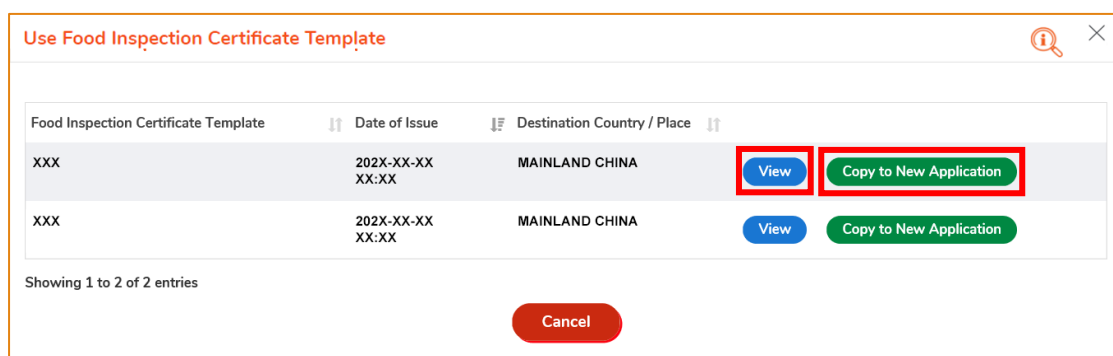 Use Food Inspection Certificate Template
Food Inspection Certificate Template Date of Issue Destination Country / Place
XXX 202X-XX-XX XX:XX MAINLAND CHINA View Copy to New Application
XXX 202X-XX-XX XX:XX MAINLAND CHINA View Copy to New Application
Showing 1 to 2 of 2 entries
Cancel